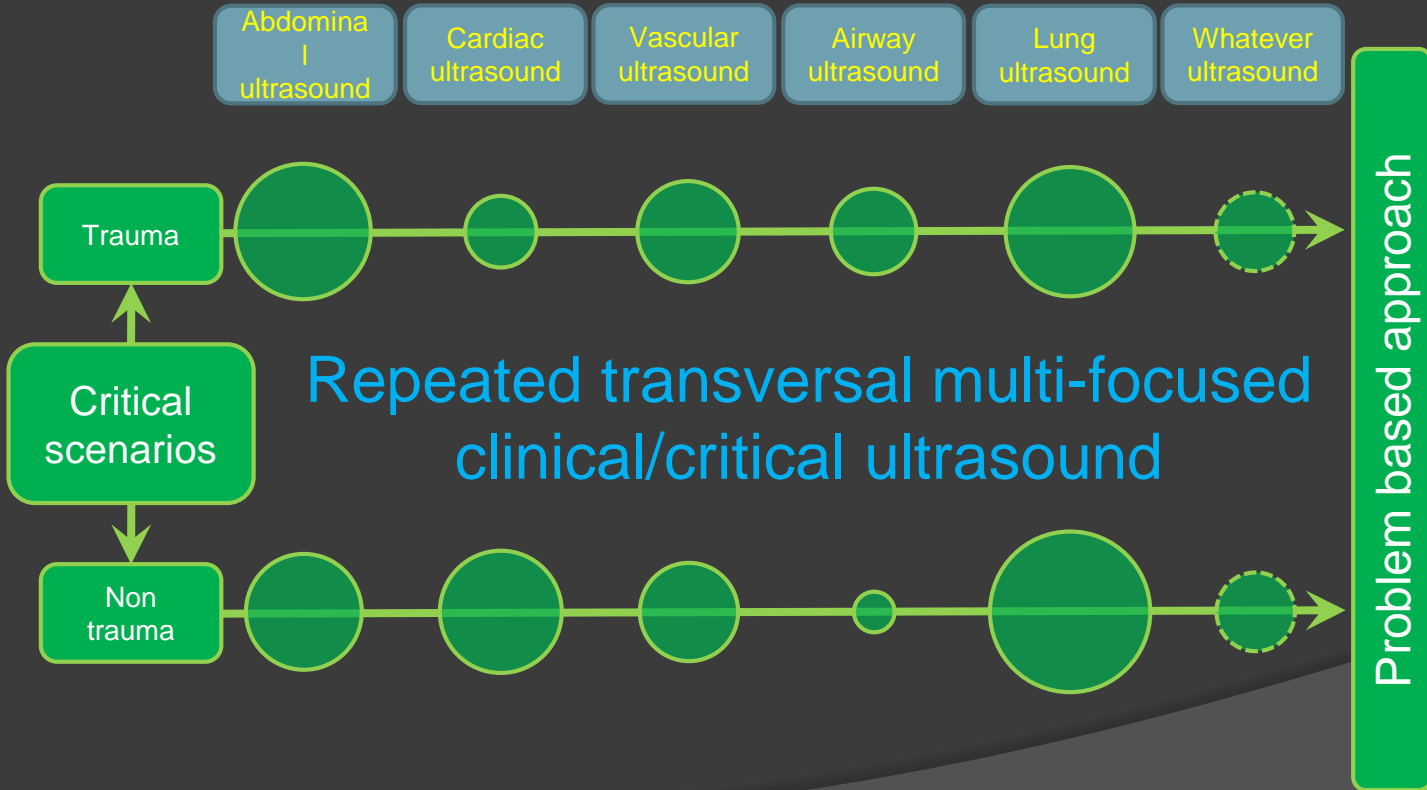 Abdomina
l
ultrasound
Cardiac
ultrasound
Vascular
ultrasound
Airway
ultrasound
Lung
ultrasound
Whatever
ultrasound
Trauma
Critical
scenarios
Repeated transversal multi-focused
clinical/critical ultrasound
Non
trauma
Problem based approach